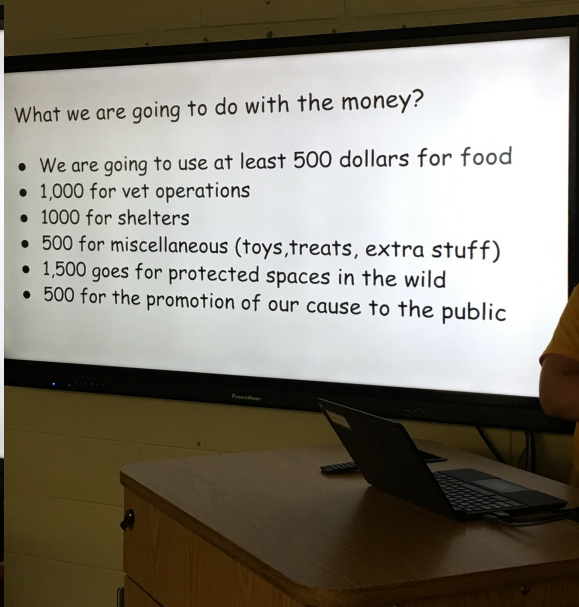 What we are going to do with the money?
• We are going to use at least 500 dollars for food
• 1,000 for vet operations
• 1000 for shelters
• 500 for miscellaneous (toys,treats, extra stuff)
• 1,500 goes for protected spaces in the wild
• 500 for the promotion of our cause to the public
Promethean